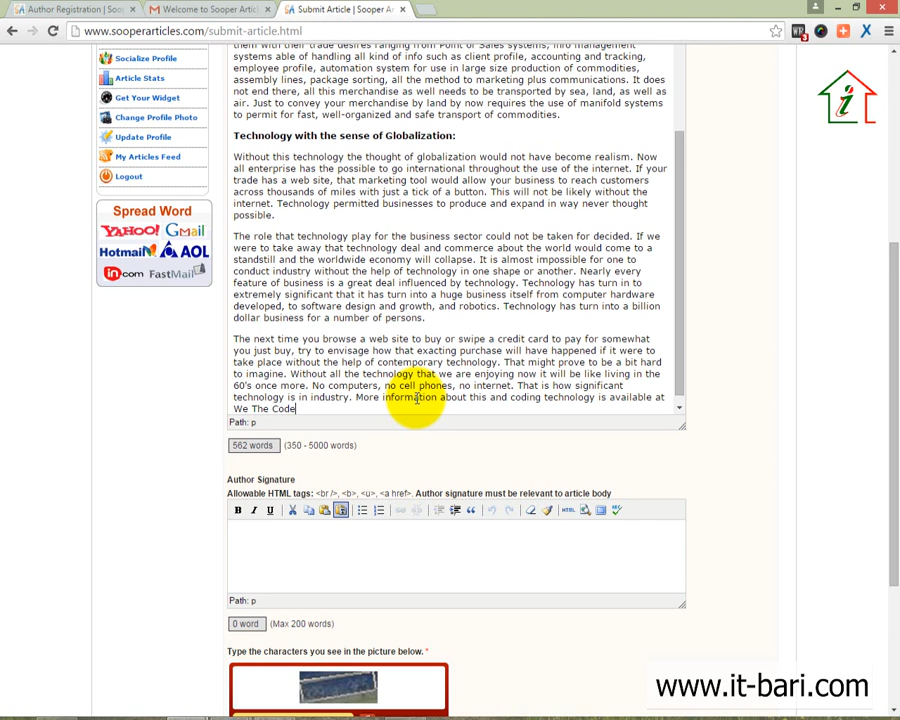 Author Registration | Soop
Welcome to Sooper Article
Submit Article | Sooper Ar
www.sooperarticles.com/submit-article.html
Socialize Profile
Article Stats
Get Your Widget
Change Profile Photo
Update Profile
My Articles Feed
Logout
Spread Word
YAHOO! Gmail
Hotmail AOL
in.com FastMail
them with their trade desires ranging from Point of Sales systems, info management
systems able of handling all kind of info such as client profile, accounting and tracking,
employee profile, automation system for use in large size production of commodities,
assembly lines, package sorting, all the method to marketing plus communications. It does
not end there, all this merchandise as well needs to be transported by sea, land, as well as
air. Just to convey your merchandise by land by now requires the use of manifold systems
to permit for fast, well-organized and safe transport of commodities.
Technology with the sense of Globalization:
Without this technology the thought of globalization would not have become realism. Now
all enterprise has the possible to go international throughout the use of the internet. If your
trade has a web site, that marketing tool would allow your business to reach customers
across thousands of miles with just a tick of a button. This will not be likely without the
internet. Technology permitted businesses to produce and expand in way never thought
possible.
The role that technology play for the business sector could not be taken for decided. If we
were to take away that technology deal and commerce about the world would come to a
standstill and the worldwide economy will collapse. It is almost impossible for one to
conduct industry without the help of technology in one shape or another. Nearly every
feature of business is a great deal influenced by technology. Technology has turn in to
extremely significant that it has turn into a huge business itself from computer hardware
developed, to software design and growth, and robotics. Technology has turn into a billion
dollar business for a number of persons.
The next time you browse a web site to buy or swipe a credit card to pay for somewhat
you just buy, try to envisage how that exacting purchase will have happened if it were to
take place without the help of contemporary technology. That might prove to be a bit hard
to imagine. Without all the technology that we are enjoying now it will be like living in the
60's once more. No computers, no cell phones, no internet. That is how significant
technology is in industry. More information about this and coding technology is available at
We The Code
Path: p
562 words (350 - 5000 words)
Author Signature
Allowable HTML tags: <br />, <b>, <u>, <a href>. Author signature must be relevant to article body
B I U HTML
Path: p
0 word (Max 200 words)
Type the characters you see in the picture below. *
www.it-bari.com